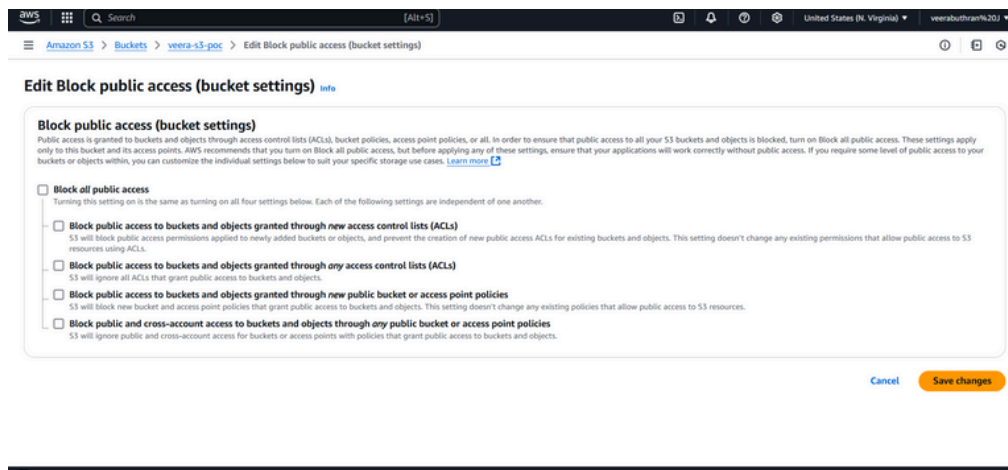 aws
Search [Alt+S] United States (N. Virginia) veerabuthran%20J
Amazon S3 > Buckets > veera-s3-poc > Edit Block public access (bucket settings)
Edit Block public access (bucket settings) Info
Block public access (bucket settings)
Public access is granted to buckets and objects through access control lists (ACLs), bucket policies, access point policies, or all. In order to ensure that public access to all your S3 buckets and objects is blocked, turn on Block all public access. These settings apply
only to this bucket and its access points. AWS recommends that you turn on Block all public access, but before applying any of these settings, ensure that your applications will work correctly without public access. If you require some level of public access to your
buckets or objects within, you can customize the individual settings below to suit your specific storage use cases. Learn more
Block all public access
Turning this setting on is the same as turning on all four settings below. Each of the following settings are independent of one another.
Block public access to buckets and objects granted through new access control lists (ACLs)
S3 will block public access permissions applied to newly added buckets or objects, and prevent the creation of new public access ACLs for existing buckets and objects. This setting doesn't change any existing permissions that allow public access to S3
resources using ACLs.
Block public access to buckets and objects granted through any access control lists (ACLs)
S3 will ignore all ACLs that grant public access to buckets and objects.
Block public access to buckets and objects granted through new public bucket or access point policies
S3 will block new bucket and access point policies that grant public access to buckets and objects. This setting doesn't change any existing policies that allow public access to S3 resources.
Block public and cross-account access to buckets and objects through any public bucket or access point policies
S3 will ignore public and cross-account access for buckets or access points with policies that grant public access to buckets and objects.
Cancel Save changes